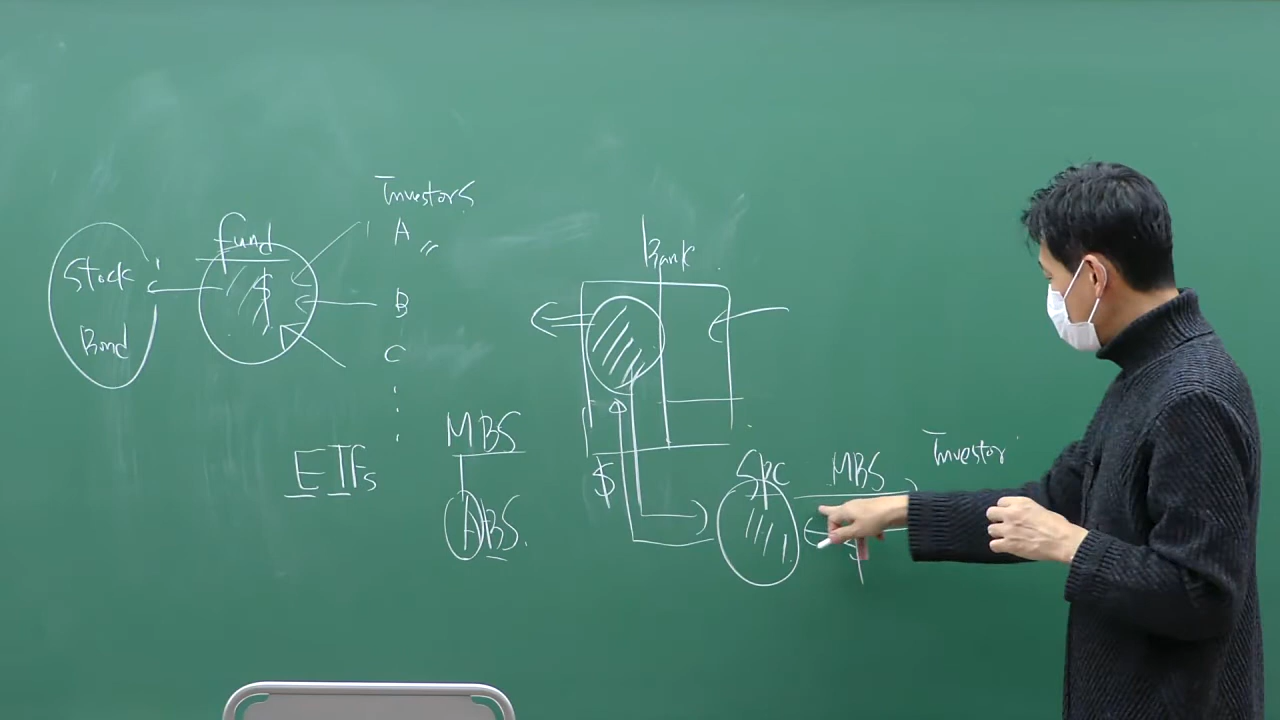 Investors
A
fund
$
Stock
Bond
B
C
ETFs
Bank
$
MBS
ABS.
SPC
MBS
Investor
$